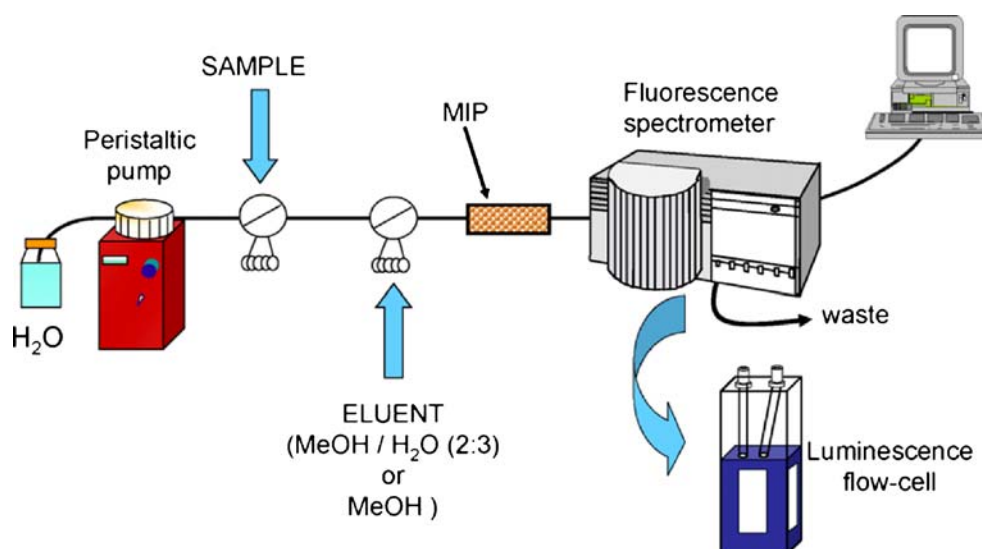 SAMPLE
Peristaltic
pump
MIP
Fluorescence
spectrometer
H₂O
waste
ELUENT
(MeOH / H₂O (2:3)
or
MeOH )
Luminescence
flow-cell